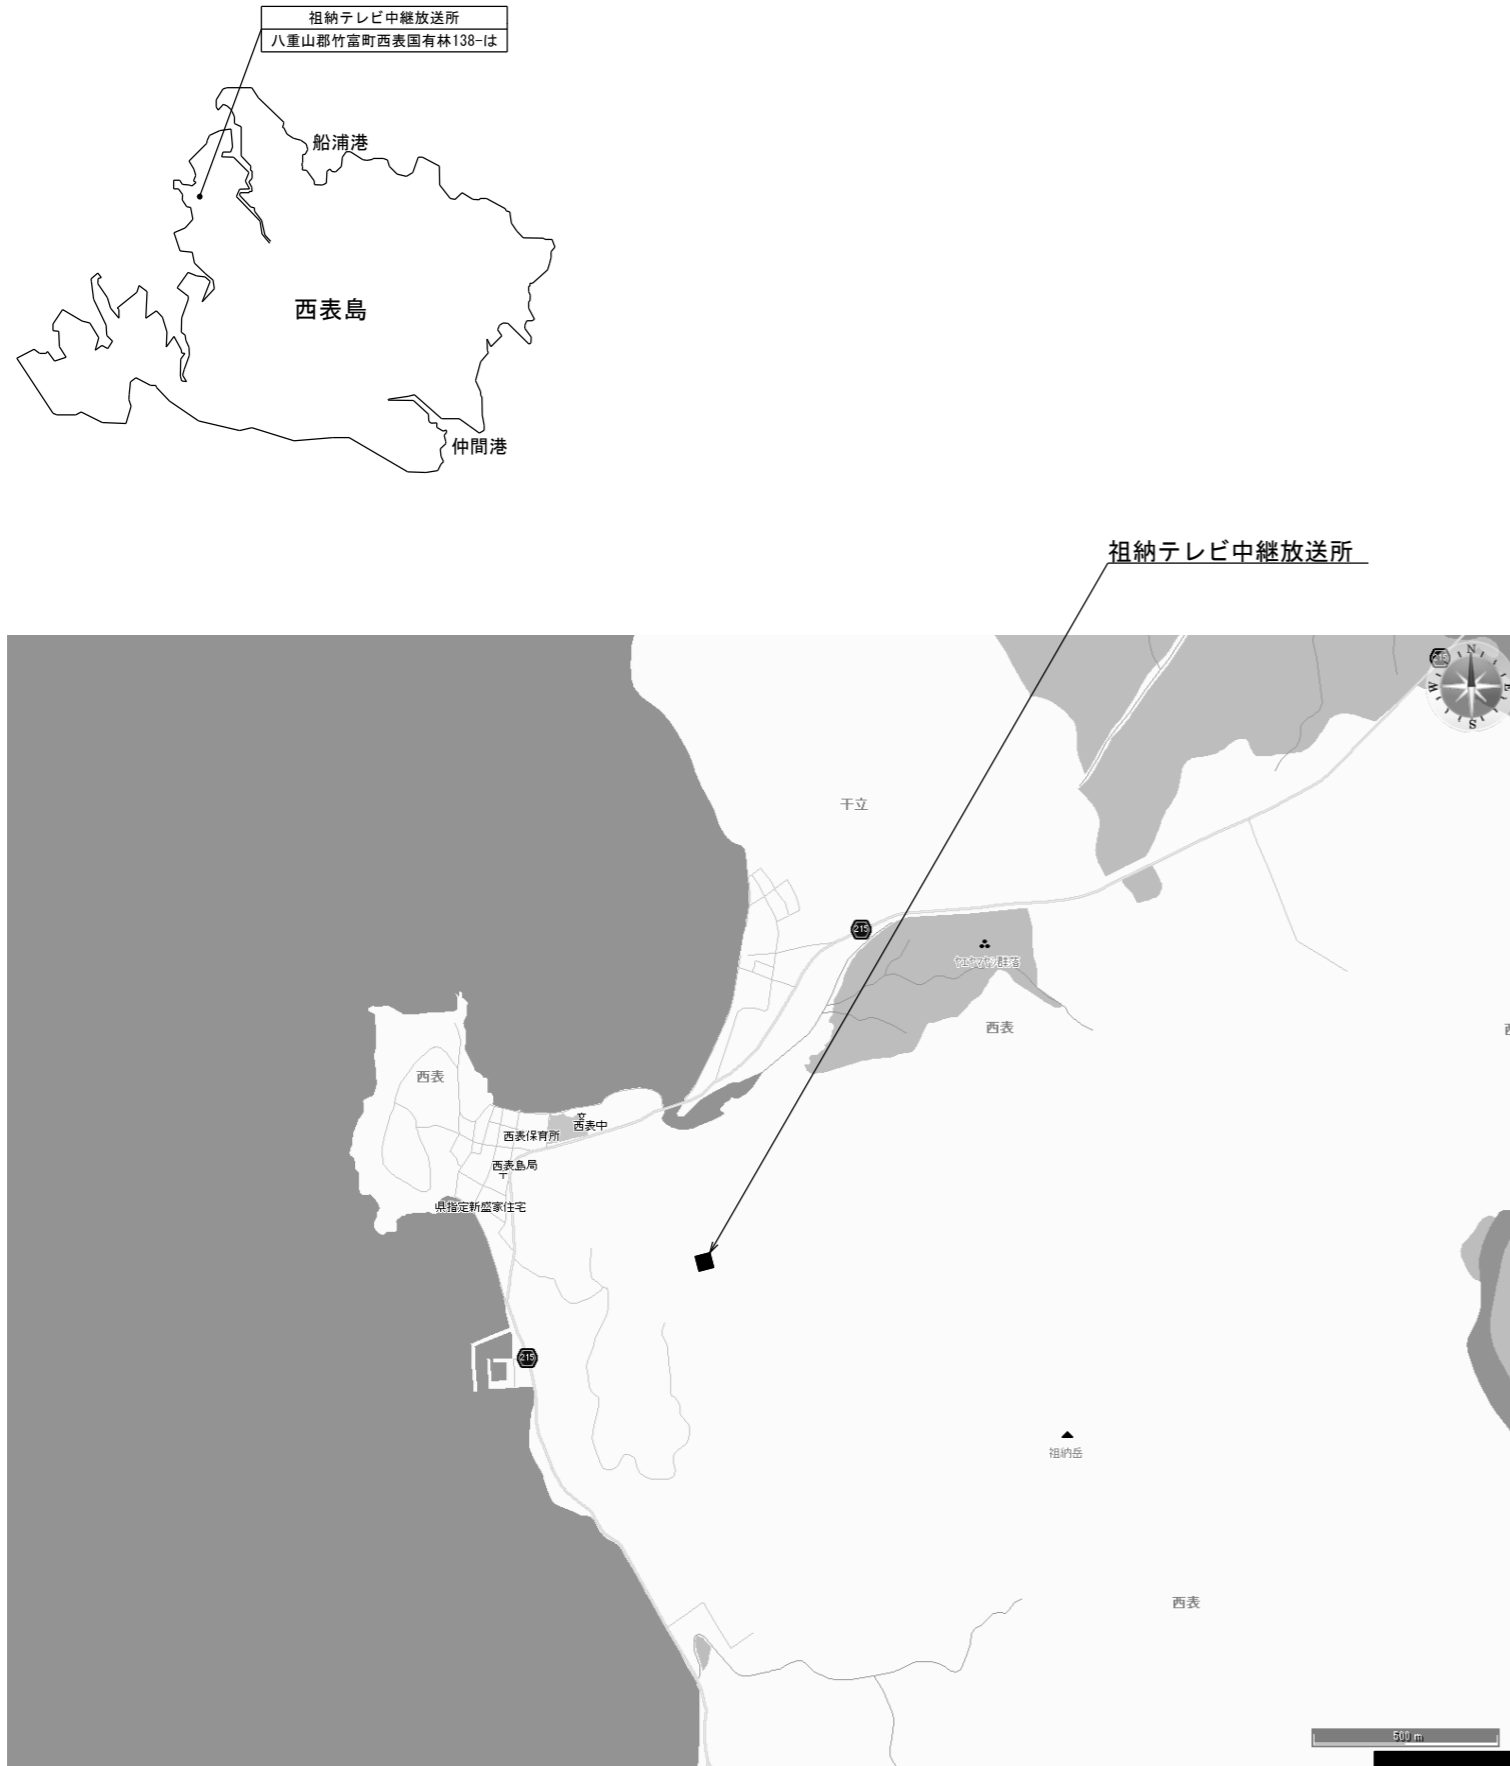 祖納テレビ中継放送所
八重山郡竹富町西表国有林138-は
船浦港
西表島
仲間港
祖納テレビ中継放送所
N
W
E
S
干立
215
西表
西表
西表中
西表保育所
西表島局
県指定新盛家住宅
215
祖納岳
西表
500 m